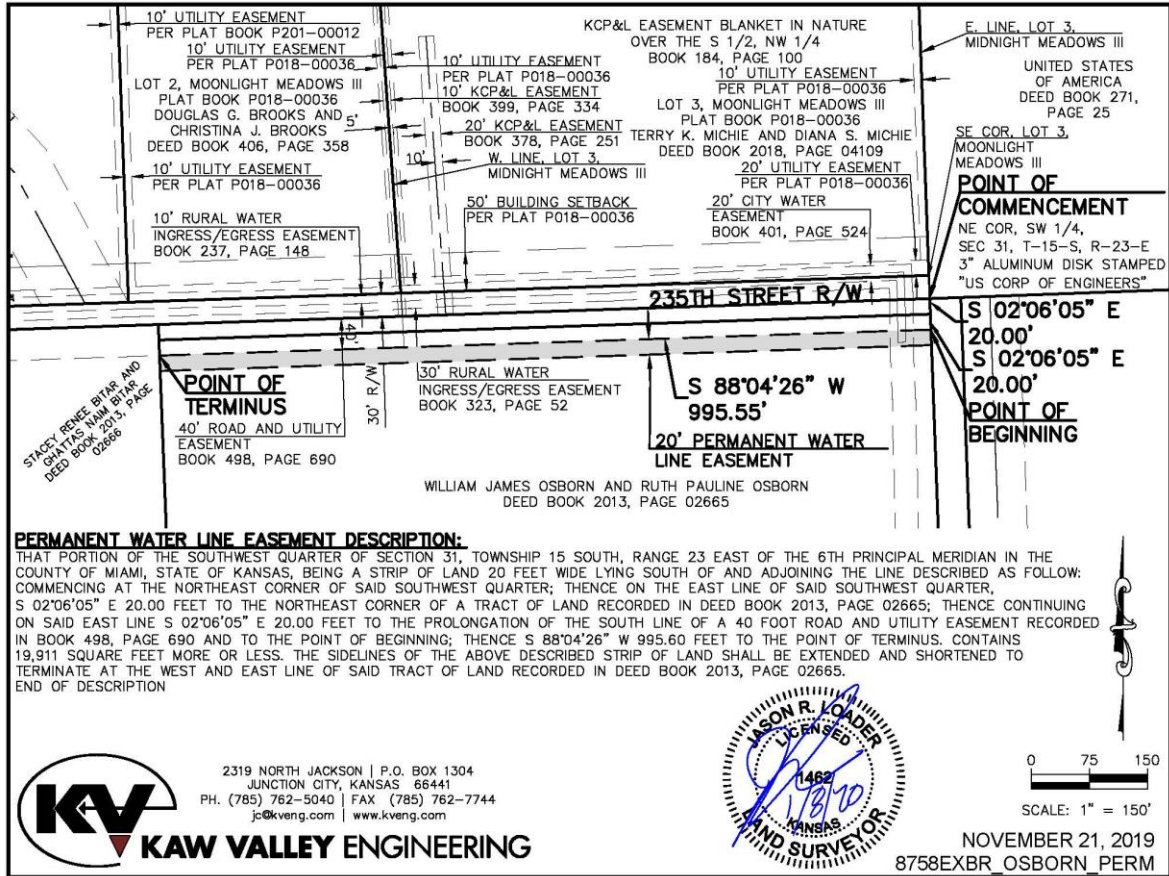 10' UTILITY EASEMENT
PER PLAT BOOK P201-00012
10' UTILITY EASEMENT
PER PLAT P018-00036
LOT 2, MOONLIGHT MEADOWS III
PLAT BOOK P018-00036
DOUGLAS G. BROOKS AND
CHRISTINA J. BROOKS
DEED BOOK 406, PAGE 358
5'
10' UTILITY EASEMENT
PER PLAT P018-00036
10' RURAL WATER
INGRESS/EGRESS EASEMENT
BOOK 237, PAGE 148
10' UTILITY EASEMENT
PER PLAT P018-00036
10' KCP&L EASEMENT
BOOK 399, PAGE 334
20' KCP&L EASEMENT
BOOK 378, PAGE 251
10'
W. LINE, LOT 3,
MIDNIGHT MEADOWS III
50' BUILDING SETBACK
PER PLAT P018-00036
KCP&L EASEMENT BLANKET IN NATURE
OVER THE S 1/2, NW 1/4
BOOK 184, PAGE 100
10' UTILITY EASEMENT
PER PLAT P018-00036
LOT 3, MOONLIGHT MEADOWS III
PLAT BOOK P018-00036
TERRY K. MICHIE AND DIANA S. MICHIE
DEED BOOK 2018, PAGE 04109
20' UTILITY EASEMENT
PER PLAT P018-00036
20' CITY WATER
EASEMENT
BOOK 401, PAGE 524
E. LINE, LOT 3,
MIDNIGHT MEADOWS III
UNITED STATES
OF AMERICA
DEED BOOK 271,
PAGE 25
SE COR, LOT 3,
MOONLIGHT
MEADOWS III
POINT OF
COMMENCEMENT
NE COR, SW 1/4,
SEC 31, T-15-S, R-23-E
3" ALUMINUM DISK STAMPED
"US CORP OF ENGINEERS"
235TH STREET R/W
S 02°06'05" E
20.00'
S 02°06'05" E
20.00'
POINT OF
BEGINNING
STACEY RENEE BITAR AND
GHATTAS NAIM BITAR
DEED BOOK 2013, PAGE
02666
POINT OF
TERMINUS
40'
30' R/W
40' ROAD AND UTILITY
EASEMENT
BOOK 498, PAGE 690
30' RURAL WATER
INGRESS/EGRESS EASEMENT
BOOK 323, PAGE 52
S 88°04'26" W
995.55'
20' PERMANENT WATER
LINE EASEMENT
WILLIAM JAMES OSBORN AND RUTH PAULINE OSBORN
DEED BOOK 2013, PAGE 02665
PERMANENT WATER LINE EASEMENT DESCRIPTION:
THAT PORTION OF THE SOUTHWEST QUARTER OF SECTION 31, TOWNSHIP 15 SOUTH, RANGE 23 EAST OF THE 6TH PRINCIPAL MERIDIAN IN THE
COUNTY OF MIAMI, STATE OF KANSAS, BEING A STRIP OF LAND 20 FEET WIDE LYING SOUTH OF AND ADJOINING THE LINE DESCRIBED AS FOLLOW:
COMMENCING AT THE NORTHEAST CORNER OF SAID SOUTHWEST QUARTER; THENCE ON THE EAST LINE OF SAID SOUTHWEST QUARTER,
S 02°06'05" E 20.00 FEET TO THE NORTHEAST CORNER OF A TRACT OF LAND RECORDED IN DEED BOOK 2013, PAGE 02665; THENCE CONTINUING
ON SAID EAST LINE S 02°06'05" E 20.00 FEET TO THE PROLONGATION OF THE SOUTH LINE OF A 40 FOOT ROAD AND UTILITY EASEMENT RECORDED
IN BOOK 498, PAGE 690 AND TO THE POINT OF BEGINNING; THENCE S 88°04'26" W 995.60 FEET TO THE POINT OF TERMINUS. CONTAINS
19,911 SQUARE FEET MORE OR LESS. THE SIDELINES OF THE ABOVE DESCRIBED STRIP OF LAND SHALL BE EXTENDED AND SHORTENED TO
TERMINATE AT THE WEST AND EAST LINE OF SAID TRACT OF LAND RECORDED IN DEED BOOK 2013, PAGE 02665.
END OF DESCRIPTION
KV
2319 NORTH JACKSON | P.O. BOX 1304
JUNCTION CITY, KANSAS 66441
PH. (785) 762-5040 | FAX (785) 762-7744
jc@kveng.com | www.kveng.com
KAW VALLEY ENGINEERING
JASON R. LOADER
LICENSED
1462
1/8/20
KANSAS
LAND SURVEYOR
0 75 150
SCALE: 1" = 150'
NOVEMBER 21, 2019
8758EXBR_OSBORN_PERM